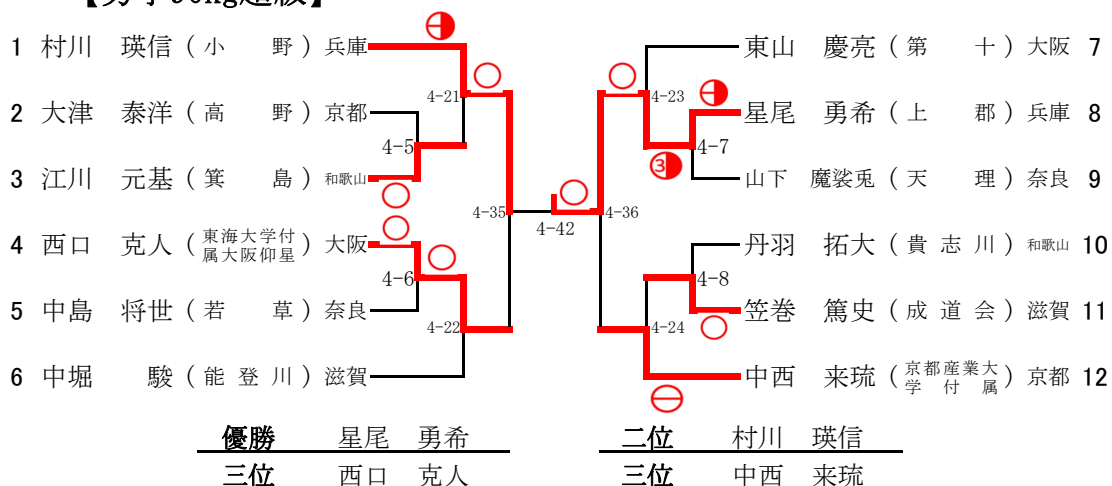 1 村川 瑛信 (小 野) 兵庫
2 大津 泰洋 (高 野) 京都
3 江川 元基 (箕 島) 和歌山
4 西口 克人 (東海大学付属大阪仰星) 大阪
5 中島 将世 (若 草) 奈良
6 中堀 駿 (能登川) 滋賀
4-21
4-5
4-35
4-6
4-22
4-42
4-23
4-7
3
4-36
4-8
4-24
東山 慶亮 (第 十) 大阪 7
星尾 勇希 (上 郡) 兵庫 8
山下 魔裟兎 (天 理) 奈良 9
丹羽 拓大 (貴志川) 和歌山 10
笠巻 篤史 (成道会) 滋賀 11
中西 来琉 (京都産業大学付属) 京都 12
優勝 星尾 勇希 二位 村川 瑛信
三位 西口 克人 三位 中西 来琉